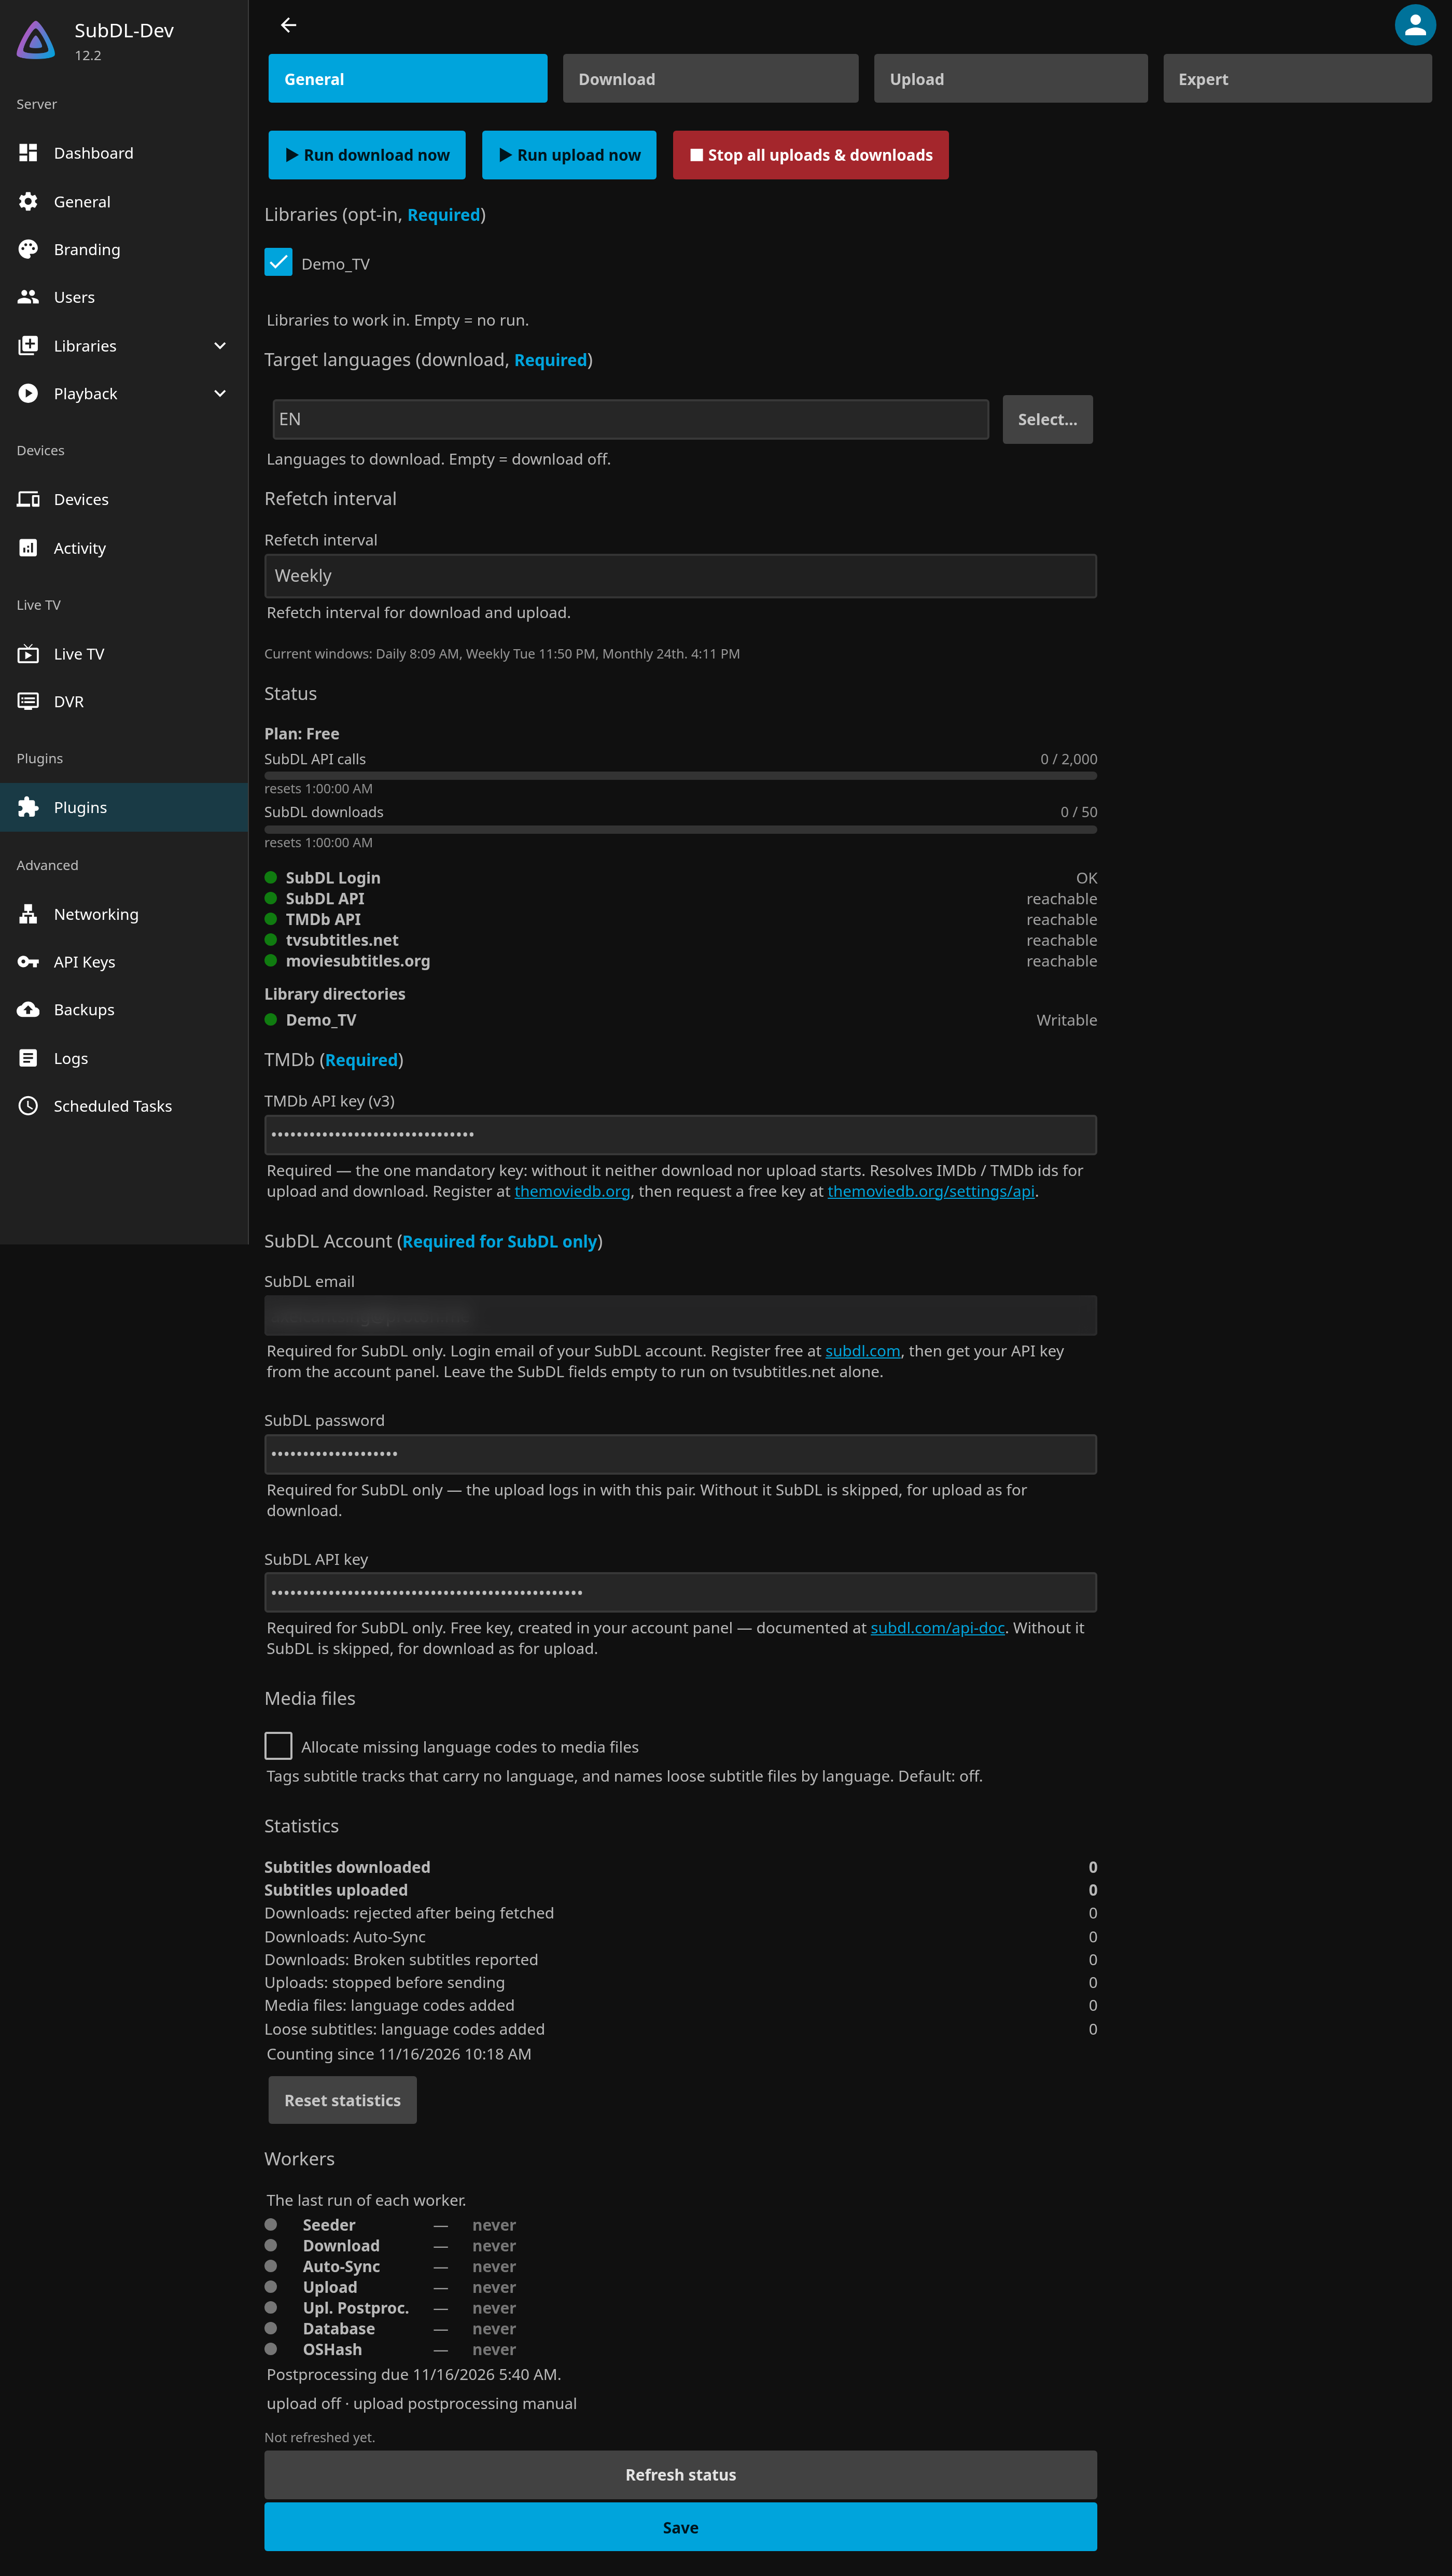 SubDL-Dev
12.2
Server
Dashboard
General
Branding
Users
Libraries
Playback
Devices
Devices
Activity
Live TV
Live TV
DVR
Plugins
Plugins
Advanced
Networking
API Keys
Backups
Logs
Scheduled Tasks
General
Download
Upload
Expert
▶ Run download now
▶ Run upload now
■ Stop all uploads & downloads
Libraries (opt-in, Required)
Demo_TV
Libraries to work in. Empty = no run.
Target languages (download, Required)
EN
Select...
Languages to download. Empty = download off.
Refetch interval
Refetch interval
Weekly
Refetch interval for download and upload.
Current windows: Daily 8:09 AM, Weekly Tue 11:50 PM, Monthly 24th. 4:11 PM
Status
Plan: Free
SubDL API calls 0 / 2,000
resets 1:00:00 AM
SubDL downloads 0 / 50
resets 1:00:00 AM
SubDL Login OK
SubDL API reachable
TMDb API reachable
tvsubtitles.net reachable
moviesubtitles.org reachable
Library directories
Demo_TV Writable
TMDb (Required)
TMDb API key (v3)
Required — the one mandatory key: without it neither download nor upload starts. Resolves IMDb / TMDb ids for
upload and download. Register at themoviedb.org, then request a free key at themoviedb.org/settings/api.
SubDL Account (Required for SubDL only)
SubDL email
Required for SubDL only. Login email of your SubDL account. Register free at subdl.com, then get your API key
from the account panel. Leave the SubDL fields empty to run on tvsubtitles.net alone.
SubDL password
Required for SubDL only — the upload logs in with this pair. Without it SubDL is skipped, for upload as for
download.
SubDL API key
Required for SubDL only. Free key, created in your account panel — documented at subdl.com/api-doc. Without it
SubDL is skipped, for download as for upload.
Media files
Allocate missing language codes to media files
Tags subtitle tracks that carry no language, and names loose subtitle files by language. Default: off.
Statistics
Subtitles downloaded 0
Subtitles uploaded 0
Downloads: rejected after being fetched 0
Downloads: Auto-Sync 0
Downloads: Broken subtitles reported 0
Uploads: stopped before sending 0
Media files: language codes added 0
Loose subtitles: language codes added 0
Counting since 11/16/2026 10:18 AM
Reset statistics
Workers
The last run of each worker.
Seeder — never
Download — never
Auto-Sync — never
Upload — never
Upl. Postproc. — never
Database — never
OSHash — never
Postprocessing due 11/16/2026 5:40 AM.
upload off · upload postprocessing manual
Not refreshed yet.
Refresh status
Save